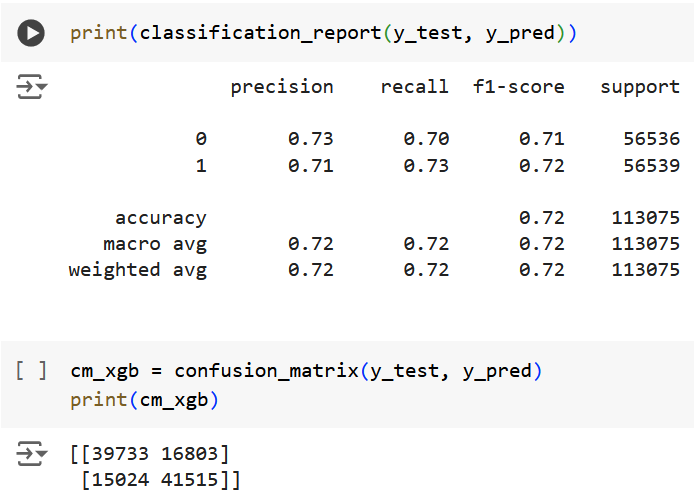 print(classification_report(y_test, y_pred))
precision recall f1-score support
0 0.73 0.70 0.71 56536
1 0.71 0.73 0.72 56539
accuracy 0.72 113075
macro avg 0.72 0.72 0.72 113075
weighted avg 0.72 0.72 0.72 113075
[ ] cm_xgb = confusion_matrix(y_test, y_pred)
print(cm_xgb)
[[39733 16803]
[15024 41515]]